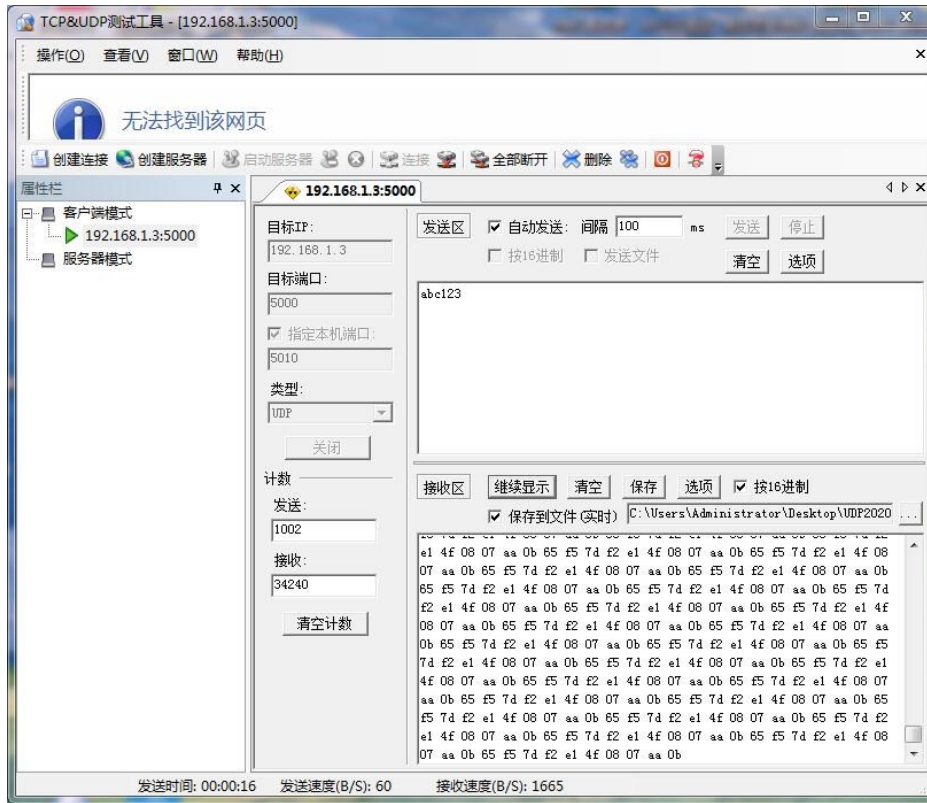 TCP&UDP测试工具 - [192.168.1.3:5000]
操作(O) 查看(V) 窗口(W) 帮助(H)
无法找到该网页
创建连接 创建服务器 启动服务器 连接 全部断开 删除
属性栏
192.168.1.3:5000
客户端模式
192.168.1.3:5000
服务器模式
目标IP:
192.168.1.3
目标端口:
5000
指定本机端口:
5010
类型:
UDP
关闭
计数
发送:
1002
接收:
34240
清空计数
发送区 自动发送: 间隔 100 ms 发送 停止
按16进制 发送文件 清空 选项
abc123
接收区 继续显示 清空 保存 选项 按16进制
保存到文件(实时) C:\Users\Administrator\Desktop\UDP2020 ...
e1 4f 08 07 aa 0b 65 f5 7d f2 e1 4f 08 07 aa 0b 65 f5 7d f2 e1 4f 08
07 aa 0b 65 f5 7d f2 e1 4f 08 07 aa 0b 65 f5 7d f2 e1 4f 08 07 aa 0b
65 f5 7d f2 e1 4f 08 07 aa 0b 65 f5 7d f2 e1 4f 08 07 aa 0b 65 f5 7d
f2 e1 4f 08 07 aa 0b 65 f5 7d f2 e1 4f 08 07 aa 0b 65 f5 7d f2 e1 4f
08 07 aa 0b 65 f5 7d f2 e1 4f 08 07 aa 0b 65 f5 7d f2 e1 4f 08 07 aa
0b 65 f5 7d f2 e1 4f 08 07 aa 0b 65 f5 7d f2 e1 4f 08 07 aa 0b 65 f5
7d f2 e1 4f 08 07 aa 0b 65 f5 7d f2 e1 4f 08 07 aa 0b 65 f5 7d f2 e1
4f 08 07 aa 0b 65 f5 7d f2 e1 4f 08 07 aa 0b 65 f5 7d f2 e1 4f 08 07
aa 0b 65 f5 7d f2 e1 4f 08 07 aa 0b 65 f5 7d f2 e1 4f 08 07 aa 0b 65
f5 7d f2 e1 4f 08 07 aa 0b 65 f5 7d f2 e1 4f 08 07 aa 0b 65 f5 7d f2
e1 4f 08 07 aa 0b 65 f5 7d f2 e1 4f 08 07 aa 0b 65 f5 7d f2 e1 4f 08
07 aa 0b 65 f5 7d f2 e1 4f 08 07 aa 0b
发送时间: 00:00:16 发送速度(B/S): 60 接收速度(B/S): 1665